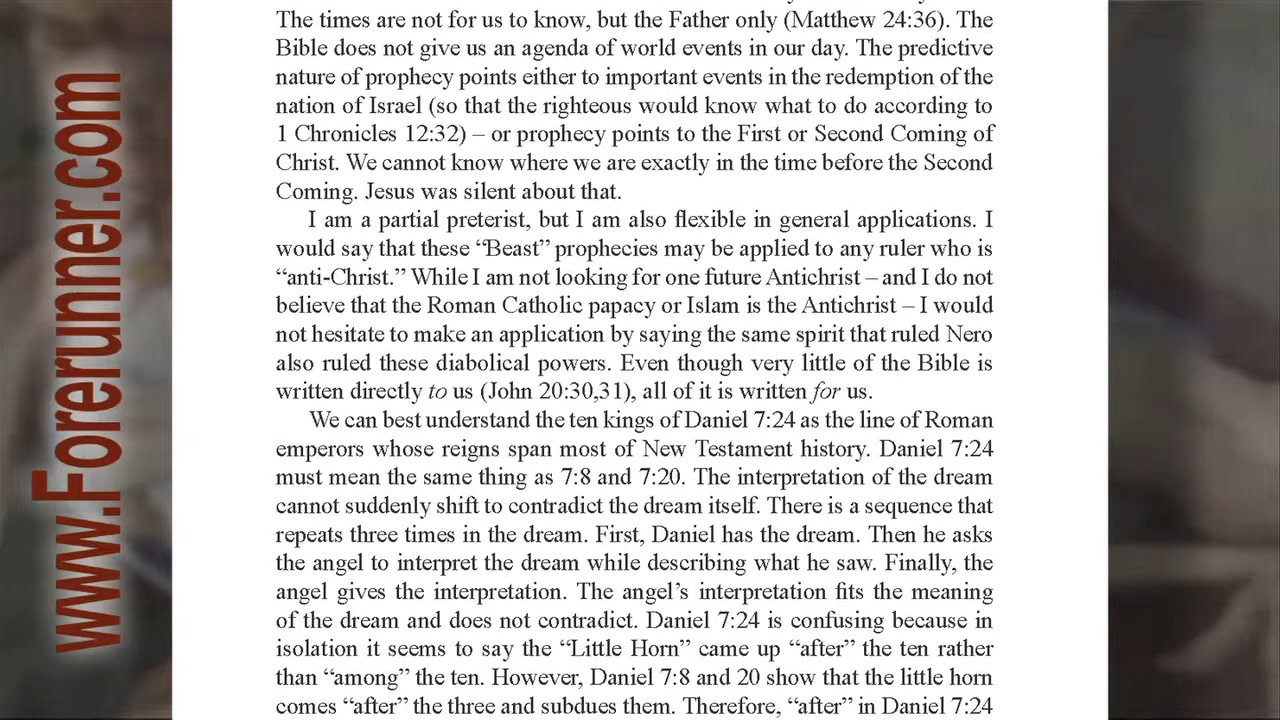 www.Forerunner.com
The times are not for us to know, but the Father only (Matthew 24:36). The
Bible does not give us an agenda of world events in our day. The predictive
nature of prophecy points either to important events in the redemption of the
nation of Israel (so that the righteous would know what to do according to
1 Chronicles 12:32) – or prophecy points to the First or Second Coming of
Christ. We cannot know where we are exactly in the time before the Second
Coming. Jesus was silent about that.
I am a partial preterist, but I am also flexible in general applications. I
would say that these “Beast” prophecies may be applied to any ruler who is
“anti-Christ.” While I am not looking for one future Antichrist – and I do not
believe that the Roman Catholic papacy or Islam is the Antichrist – I would
not hesitate to make an application by saying the same spirit that ruled Nero
also ruled these diabolical powers. Even though very little of the Bible is
written directly to us (John 20:30,31), all of it is written for us.
We can best understand the ten kings of Daniel 7:24 as the line of Roman
emperors whose reigns span most of New Testament history. Daniel 7:24
must mean the same thing as 7:8 and 7:20. The interpretation of the dream
cannot suddenly shift to contradict the dream itself. There is a sequence that
repeats three times in the dream. First, Daniel has the dream. Then he asks
the angel to interpret the dream while describing what he saw. Finally, the
angel gives the interpretation. The angel’s interpretation fits the meaning
of the dream and does not contradict. Daniel 7:24 is confusing because in
isolation it seems to say the “Little Horn” came up “after” the ten rather
than “among” the ten. However, Daniel 7:8 and 20 show that the little horn
comes “after” the three and subdues them. Therefore, “after” in Daniel 7:24